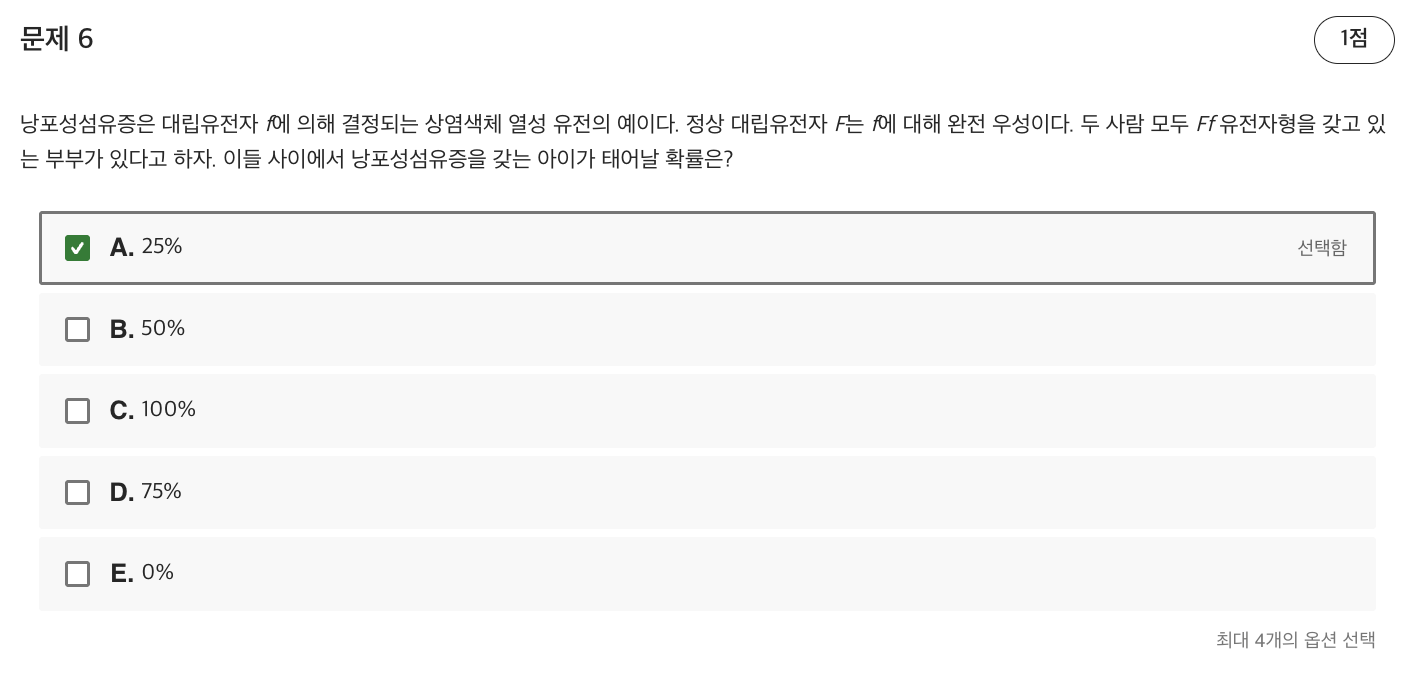 문제 6
1점
낭포성섬유증은 대립유전자 f에 의해 결정되는 상염색체 열성 유전의 예이다. 정상 대립유전자 F는 f에 대해 완전 우성이다. 두 사람 모두 Ff 유전자형을 갖고 있
는 부부가 있다고 하자. 이들 사이에서 낭포성섬유증을 갖는 아이가 태어날 확률은?
A. 25%
선택함
B. 50%
C. 100%
D. 75%
E. 0%
최대 4개의 옵션 선택